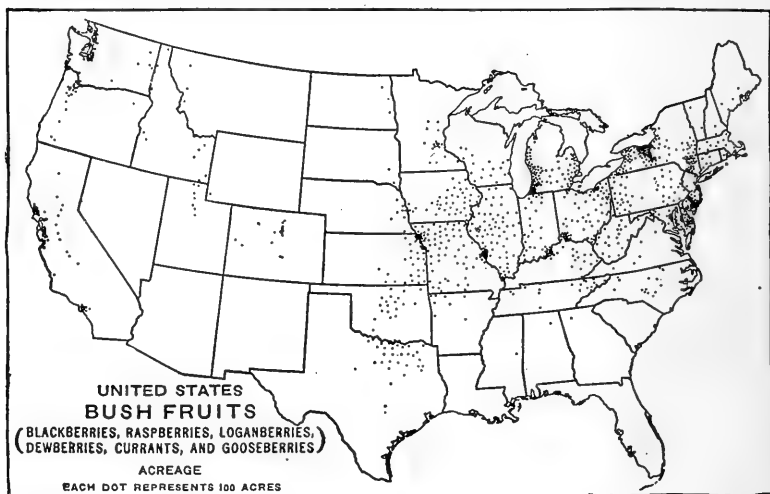 UNITED STATES
BUSH FRUITS
(BLACKBERRIES, RASPBERRIES, LOGANBERRIES,
DEWBERRIES, CURRANTS, AND GOOSEBERRIES)
ACREAGE
EACH DOT REPRESENTS 100 ACRES